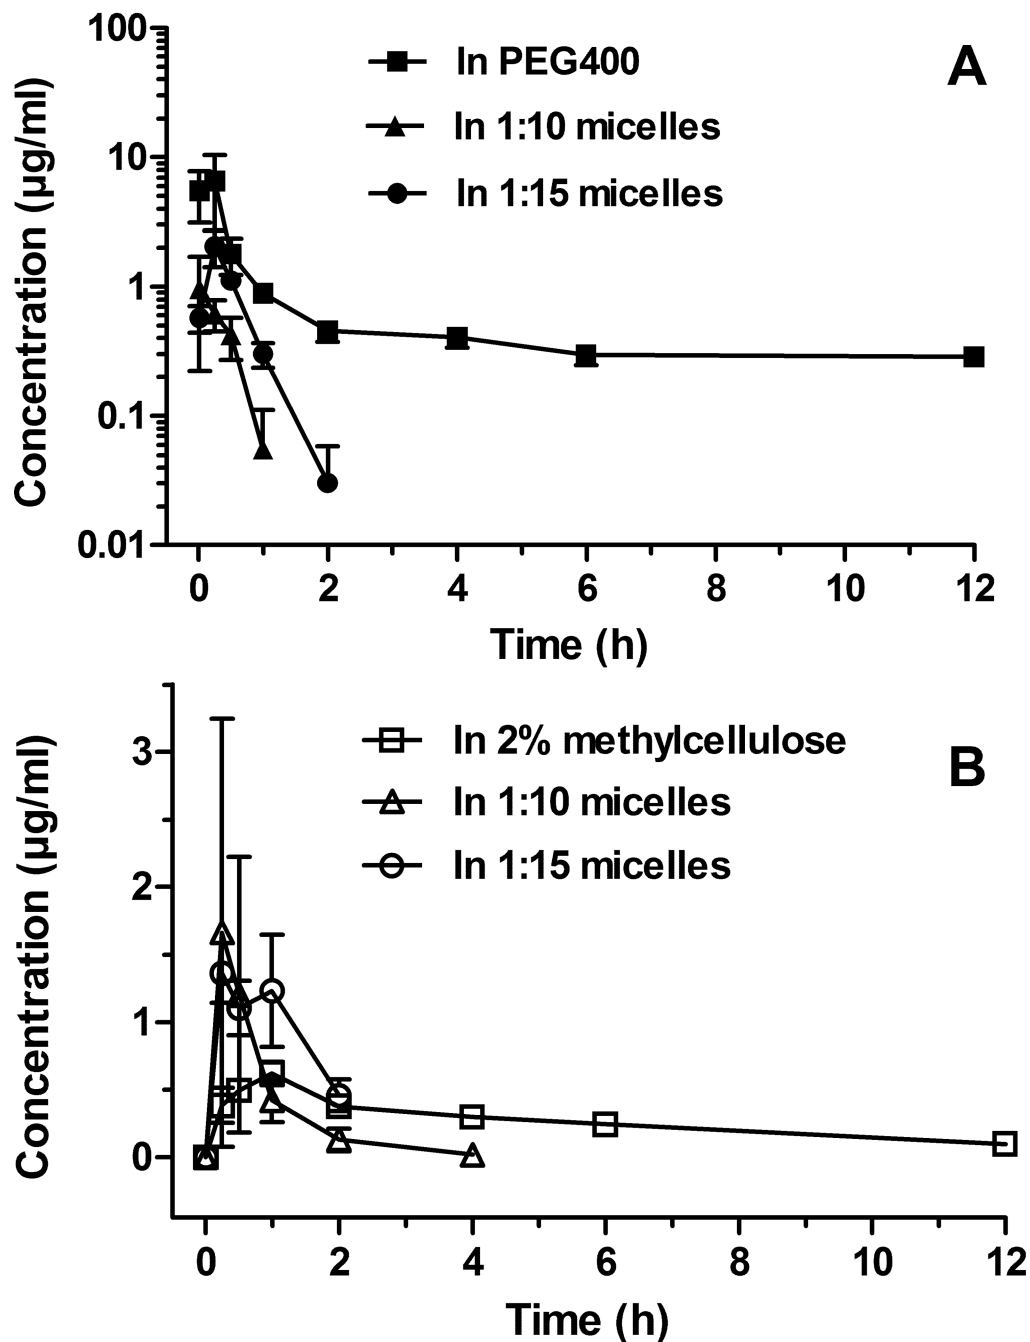 100
10
1
0.1
0.01
Concentration (µg/ml)
In PEG400
In 1:10 micelles
In 1:15 micelles
A
0 2 4 6 8 10 12
Time (h)
3
2
1
0
Concentration (µg/ml)
In 2% methylcellulose
In 1:10 micelles
In 1:15 micelles
B
0 2 4 6 8 10 12
Time (h)